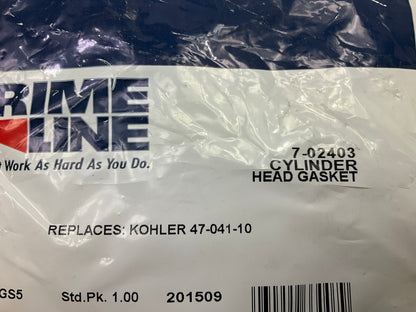 RIME
LINE
t Work As Hard As You Do.
7-02403
CYLINDER
HEAD GASKET
REPLACES: KOHLER 47-041-10
GS5 Std.Pk. 1.00 201509